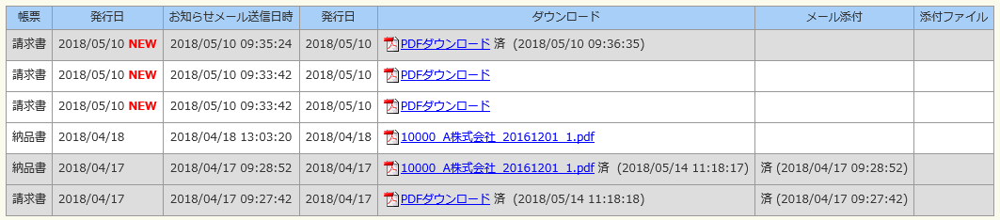 帳票 発行日 お知らせメール送信日時 発行日 ダウンロード メール添付 添付ファイル
請求書 2018/05/10 NEW 2018/05/10 09:35:24 2018/05/10 PDFダウンロード 済 (2018/05/10 09:36:35)
請求書 2018/05/10 NEW 2018/05/10 09:33:42 2018/05/10 PDFダウンロード
請求書 2018/05/10 NEW 2018/05/10 09:33:42 2018/05/10 PDFダウンロード
納品書 2018/04/18 2018/04/18 13:03:20 2018/04/18 10000_A株式会社_20161201_1.pdf
納品書 2018/04/17 2018/04/17 09:28:52 2018/04/17 10000_A株式会社_20161201_1.pdf 済 (2018/05/14 11:18:17) 済 (2018/04/17 09:28:52)
請求書 2018/04/17 2018/04/17 09:27:42 2018/04/17 PDFダウンロード 済 (2018/05/14 11:18:18) 済 (2018/04/17 09:27:42)